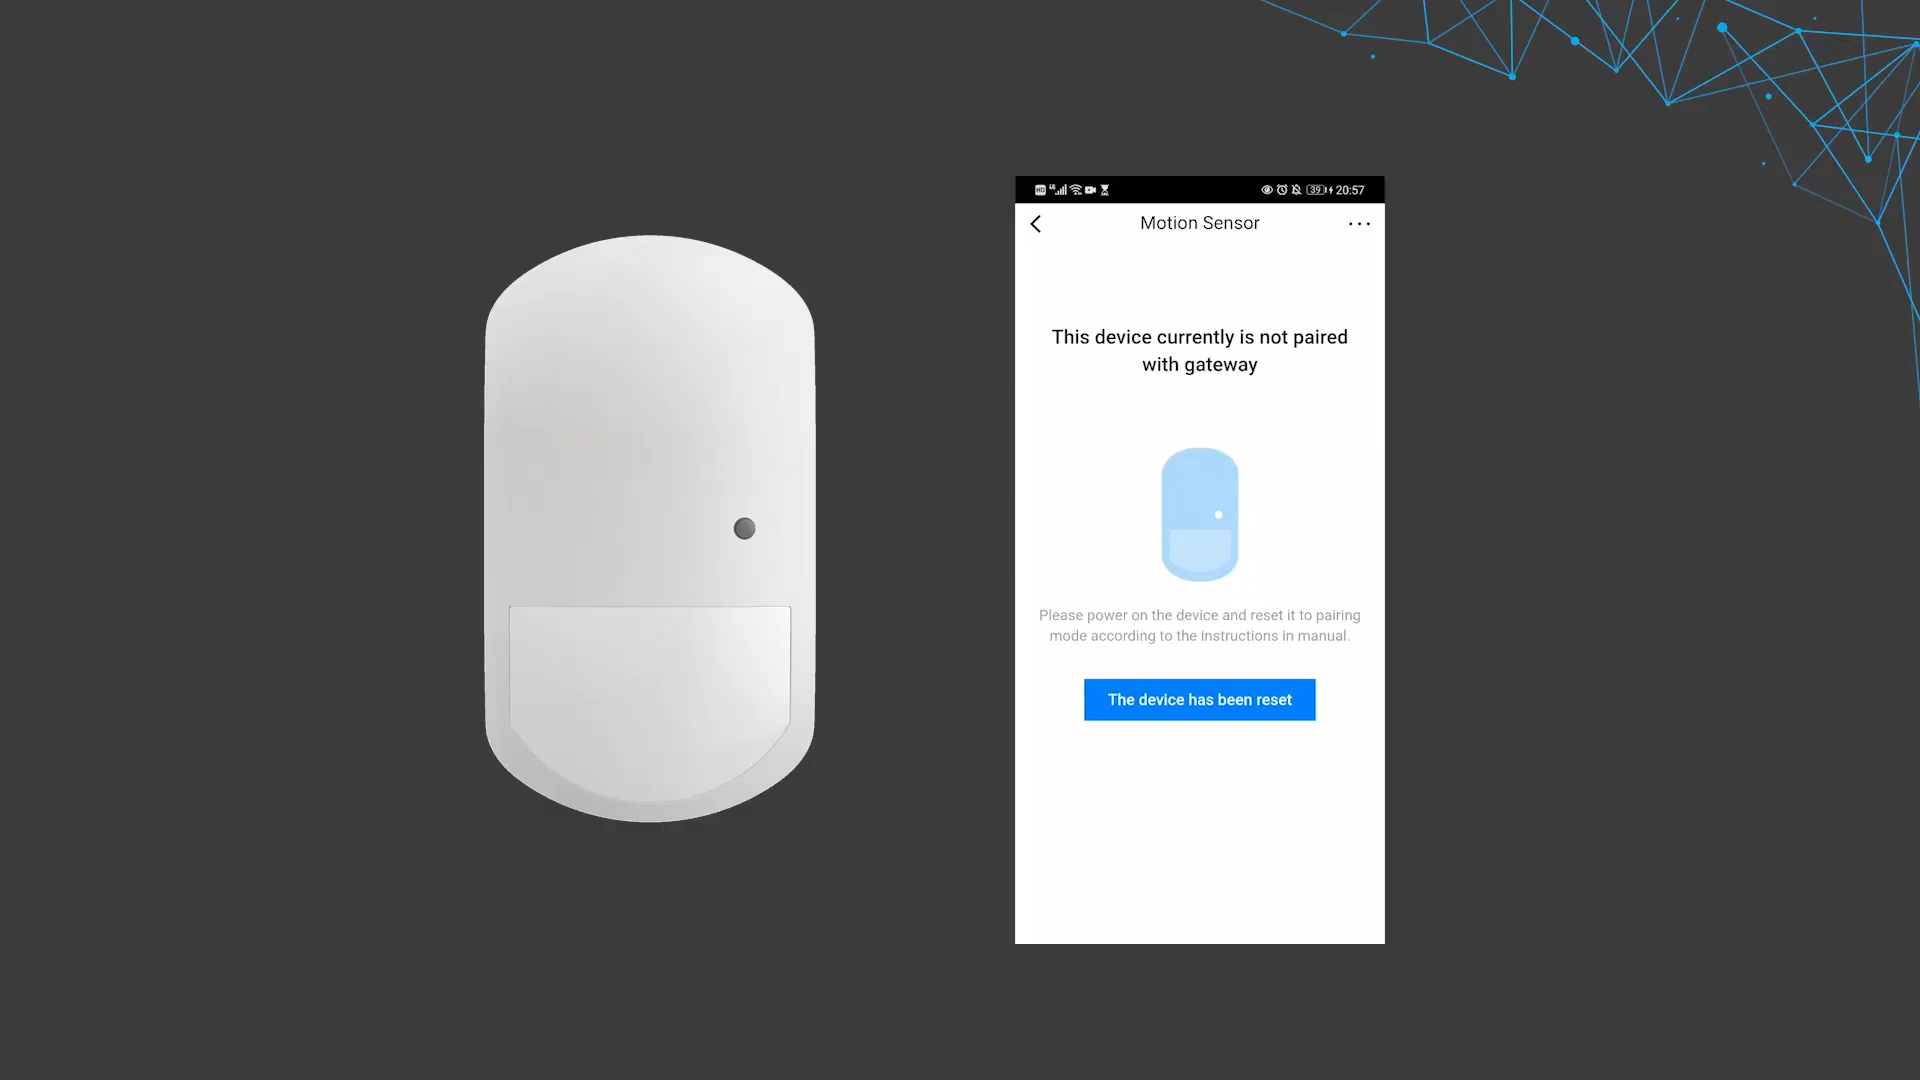 39 20:57
Motion Sensor
This device currently is not paired
with gateway
Please power on the device and reset it to pairing
mode according to the instructions in manual.
The device has been reset